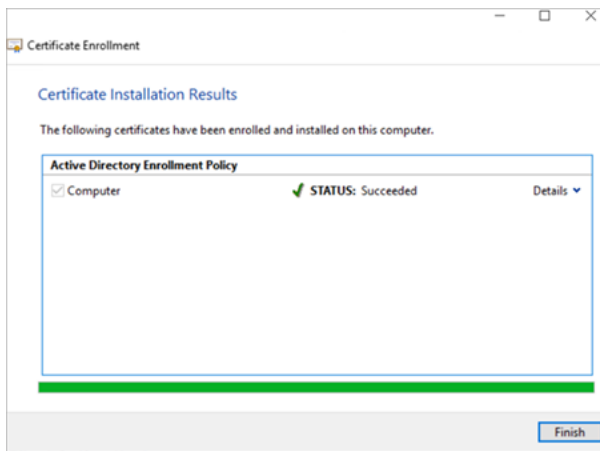 Certificate Enrollment
Certificate Installation Results
The following certificates have been enrolled and installed on this computer.
Active Directory Enrollment Policy
Computer STATUS: Succeeded Details
Finish